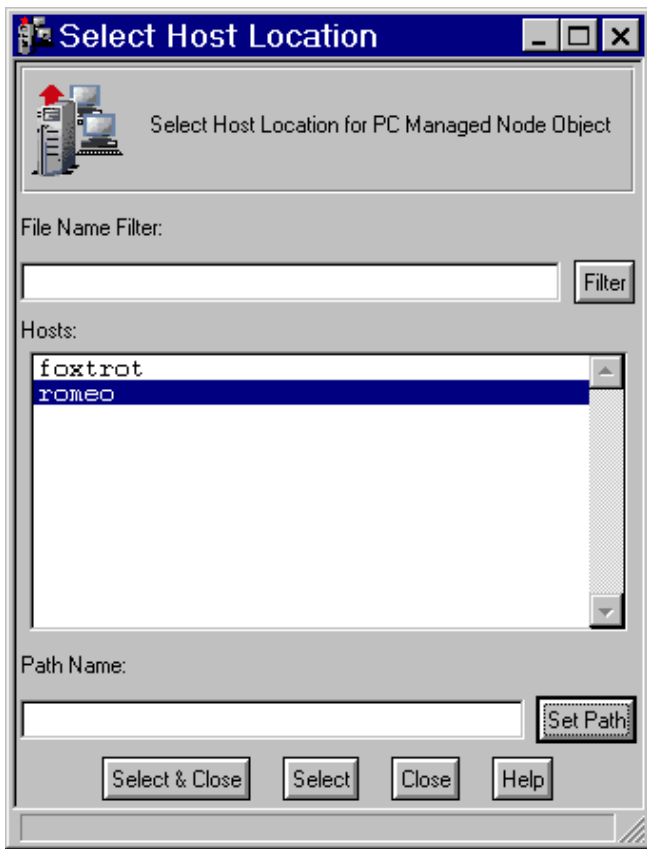 Select Host Location
Select Host Location for PC Managed Node Object
File Name Filter:
Filter
Hosts:
foxtrot
romeo
Path Name:
Set Path
Select & Close Select Close Help